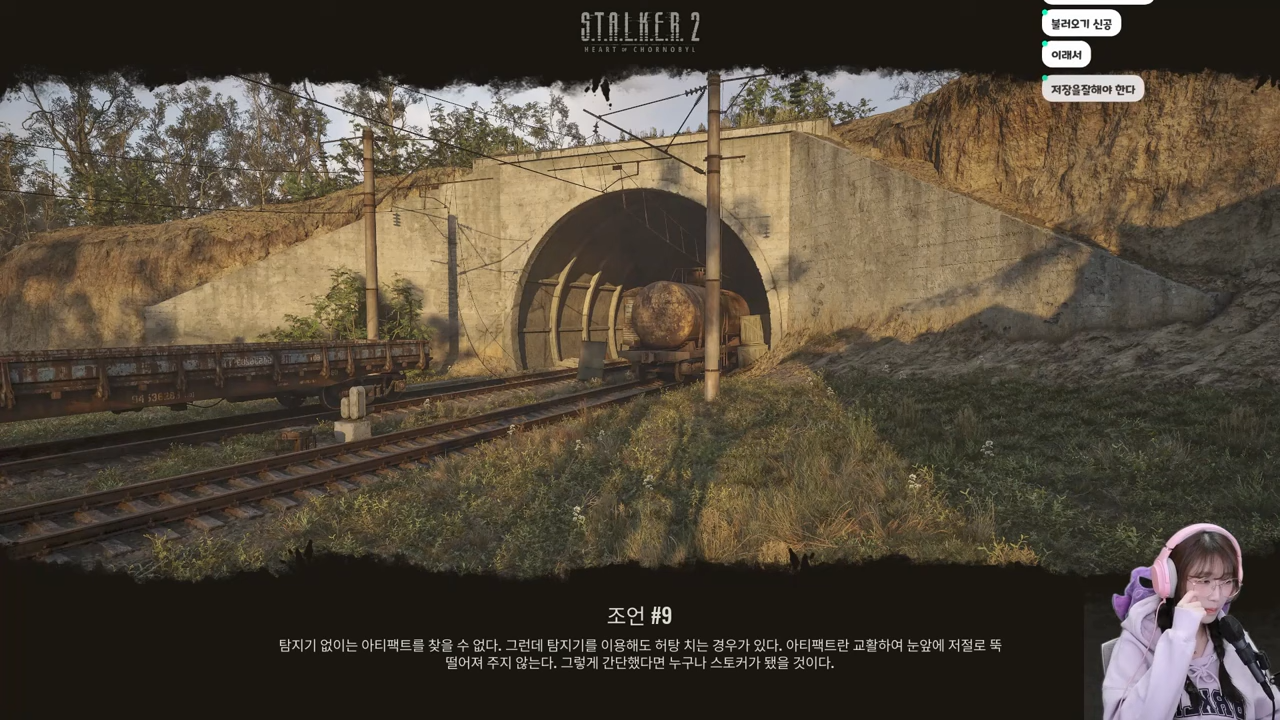 S.T.A.L.K.E.R. 2
HEART OF CHORNOBYL
불러오기 신공
이래서
저장을잘해야 한다
조언 #9
탐지기 없이는 아티팩트를 찾을 수 없다. 그런데 탐지기를 이용해도 허탕 치는 경우가 있다. 아티팩트란 교활하여 눈앞에 저절로 뚝
떨어져 주지 않는다. 그렇게 간단했다면 누구나 스토커가 됐을 것이다.